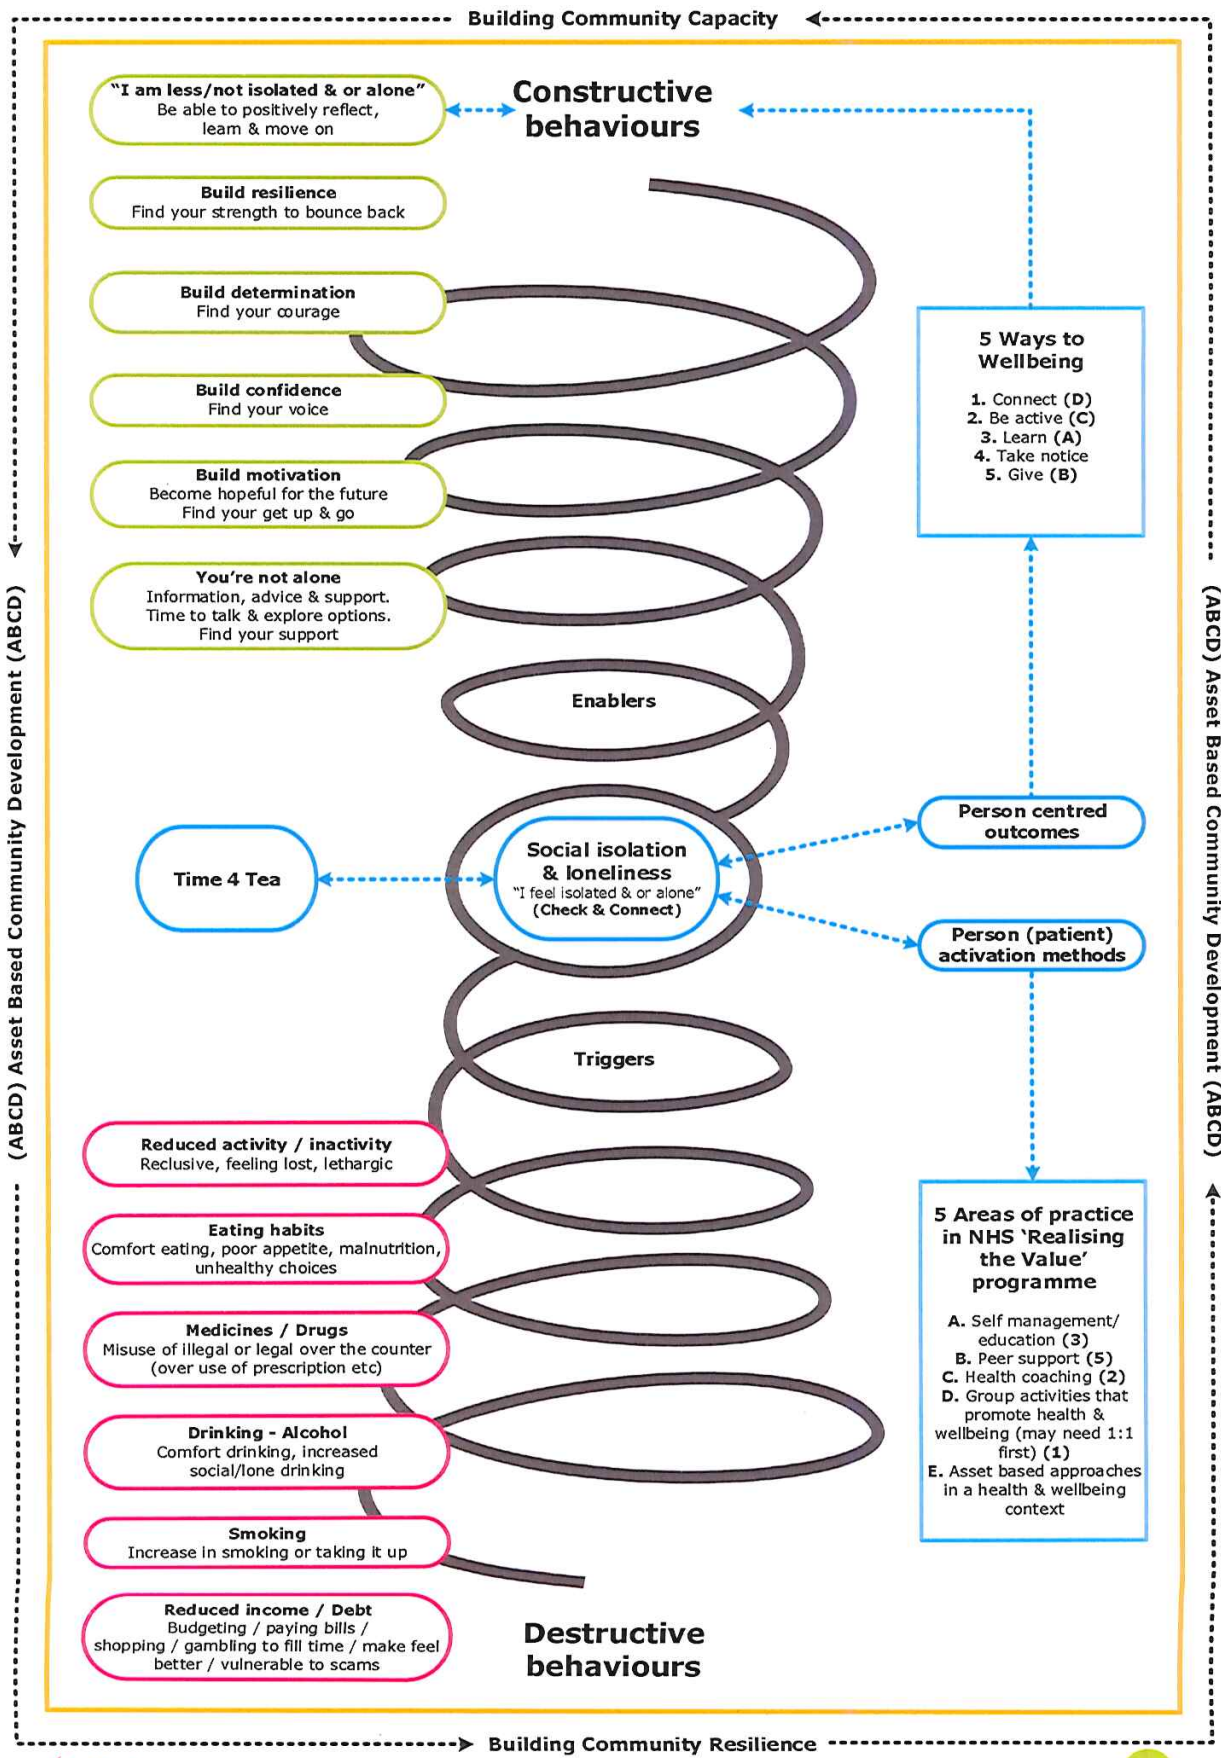 Building Community Capacity
"I am less/not isolated & or alone"
Be able to positively reflect,
learn & move on
Constructive
behaviours
Build resilience
Find your strength to bounce back
Build determination
Find your courage
Build confidence
Find your voice
Build motivation
Become hopeful for the future
Find your get up & go
You're not alone
Information, advice & support.
Time to talk & explore options.
Find your support
5 Ways to
Wellbeing
1. Connect (D)
2. Be active (C)
3. Learn (A)
4. Take notice
5. Give (B)
(ABCD) Asset Based Community Development (ABCD)
(ABCD) Asset Based Community Development (ABCD)
Enablers
Time 4 Tea
Social isolation
& loneliness
"I feel isolated & or alone"
(Check & Connect)
Person centred
outcomes
Person (patient)
activation methods
Triggers
Reduced activity / inactivity
Reclusive, feeling lost, lethargic
Eating habits
Comfort eating, poor appetite, malnutrition,
unhealthy choices
Medicines / Drugs
Misuse of illegal or legal over the counter
(over use of prescription etc)
Drinking - Alcohol
Comfort drinking, increased
social/lone drinking
Smoking
Increase in smoking or taking it up
Reduced income / Debt
Budgeting / paying bills /
shopping / gambling to fill time / make feel
better / vulnerable to scams
5 Areas of practice
in NHS 'Realising
the Value'
programme
A. Self management/
education (3)
B. Peer support (5)
C. Health coaching (2)
D. Group activities that
promote health &
wellbeing (may need 1:1
first) (1)
E. Asset based approaches
in a health & wellbeing
context
Destructive
behaviours
Building Community Resilience